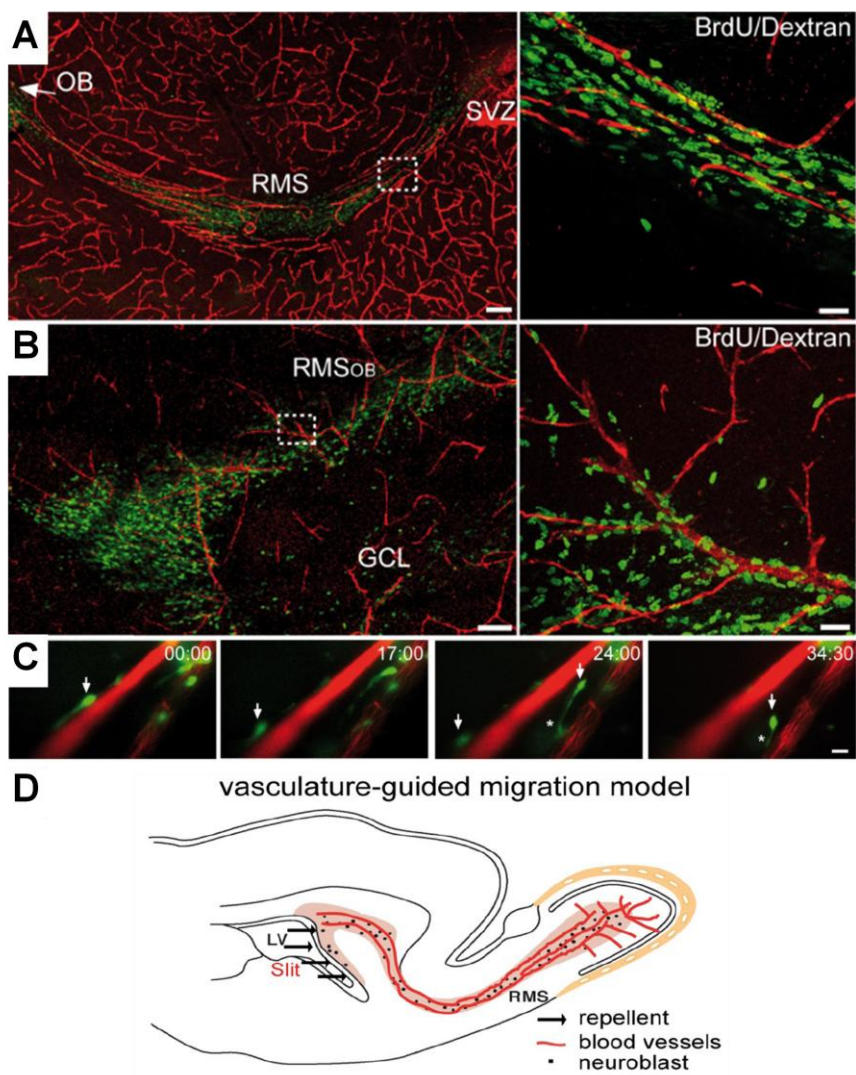 A
BrdU/Dextran
OB
SVZ
RMS
B
BrdU/Dextran
RMSOB
GCL
C
00:00
17:00
24:00
34:30
*
*
D
vasculature-guided migration model
LV
Slit
RMS
repellent
blood vessels
neuroblast